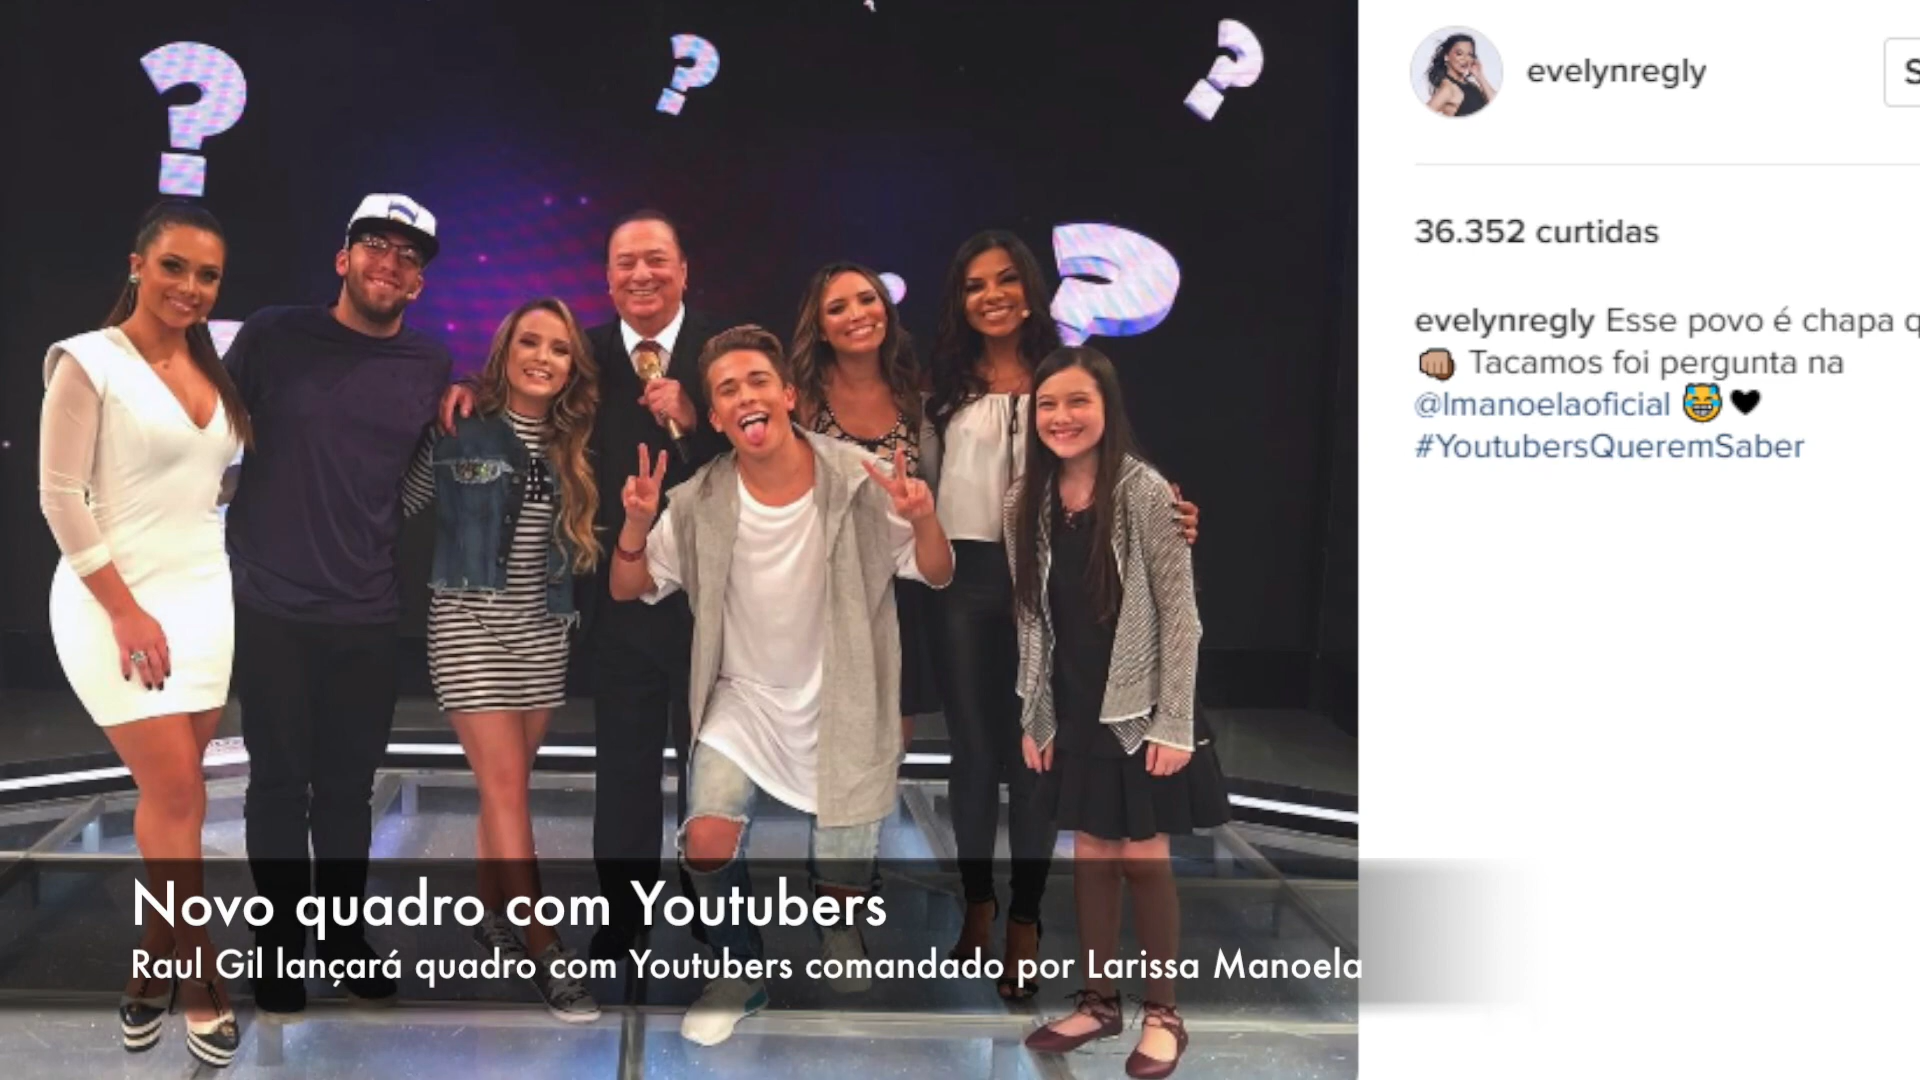 evelynregly
36.352 curtidas
evelynregly Esse povo é chapa
👊🏽 Tacamos foi pergunta na
@lmanoelaoficial 😹🖤
#YoutubersQueremSaber
Novo quadro com Youtubers
Raul Gil lançará quadro com Youtubers comandado por Larissa Manoela